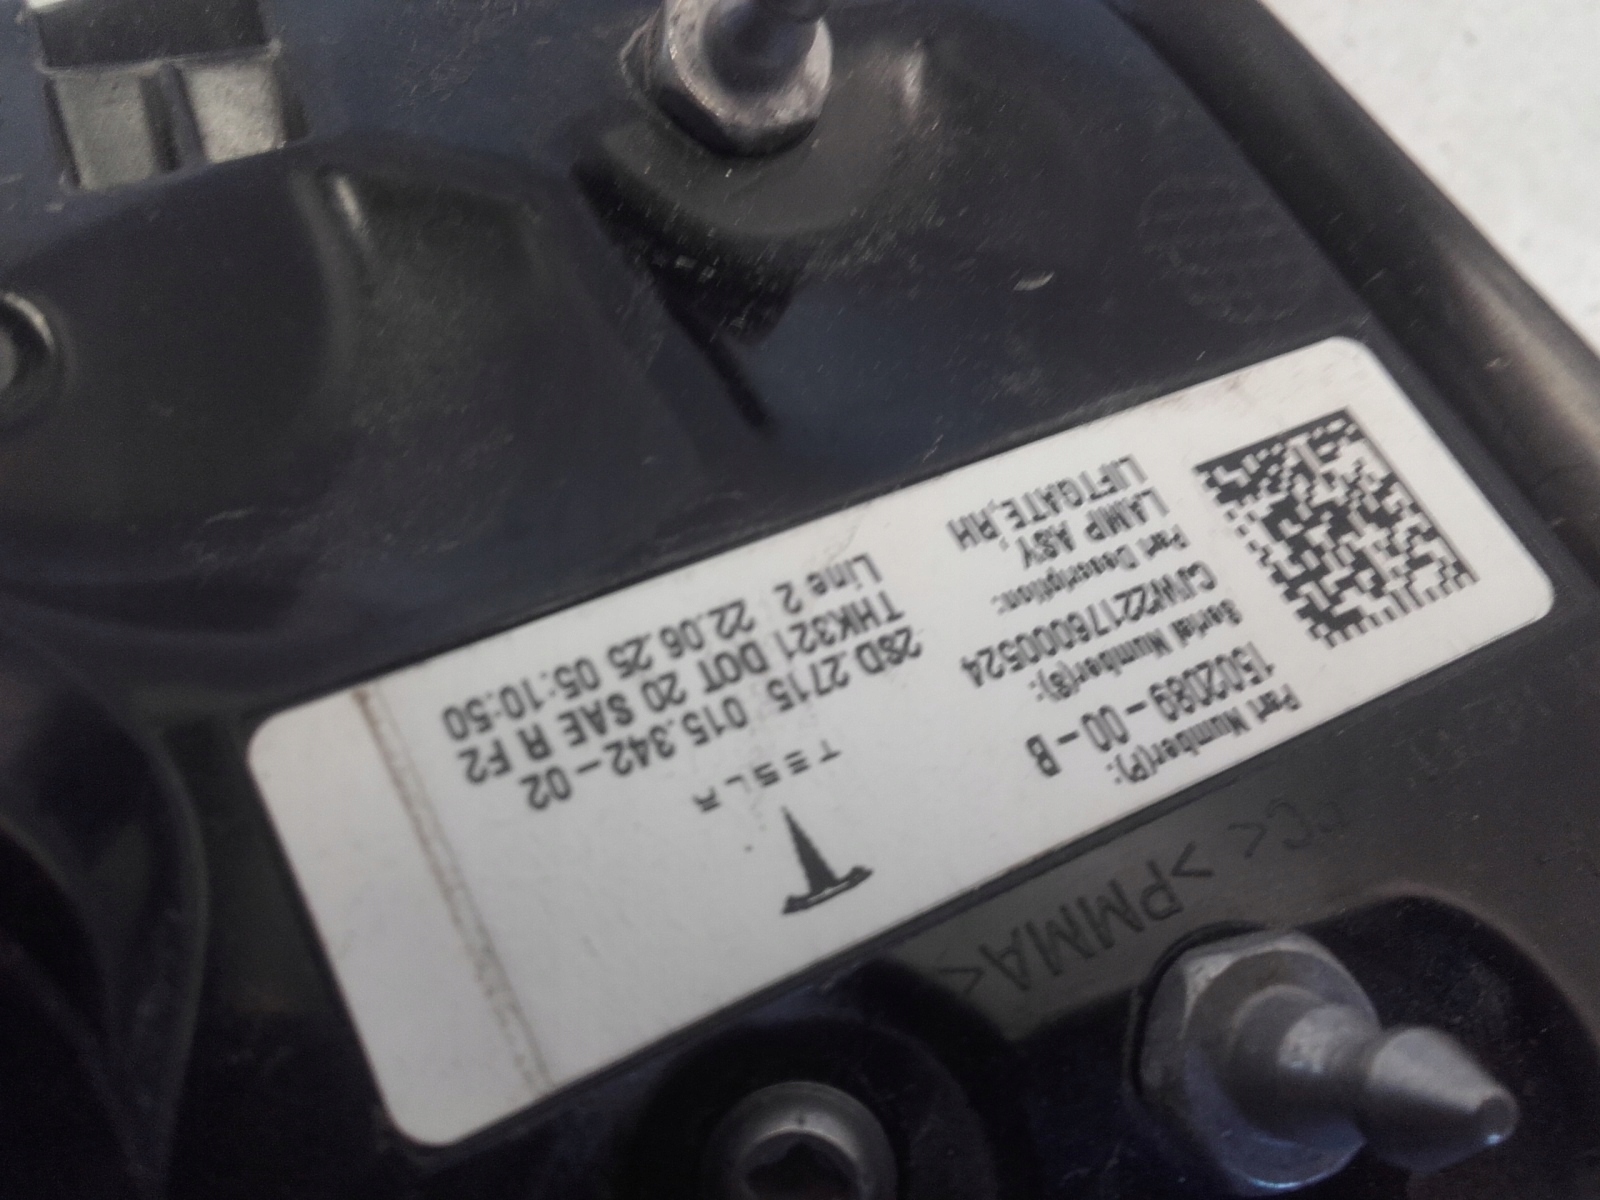 Part Number(P):
1502089-00-B
Serial Number(S):
CJW22176000524
Part Description:
LAMP ASY,
LIFTGATE,RH
TESLA
2SD.2715 015.342-02
THK321 DOT 20 SAE R F2
Line 2 22.06.25 05:10:50
>PMMA<